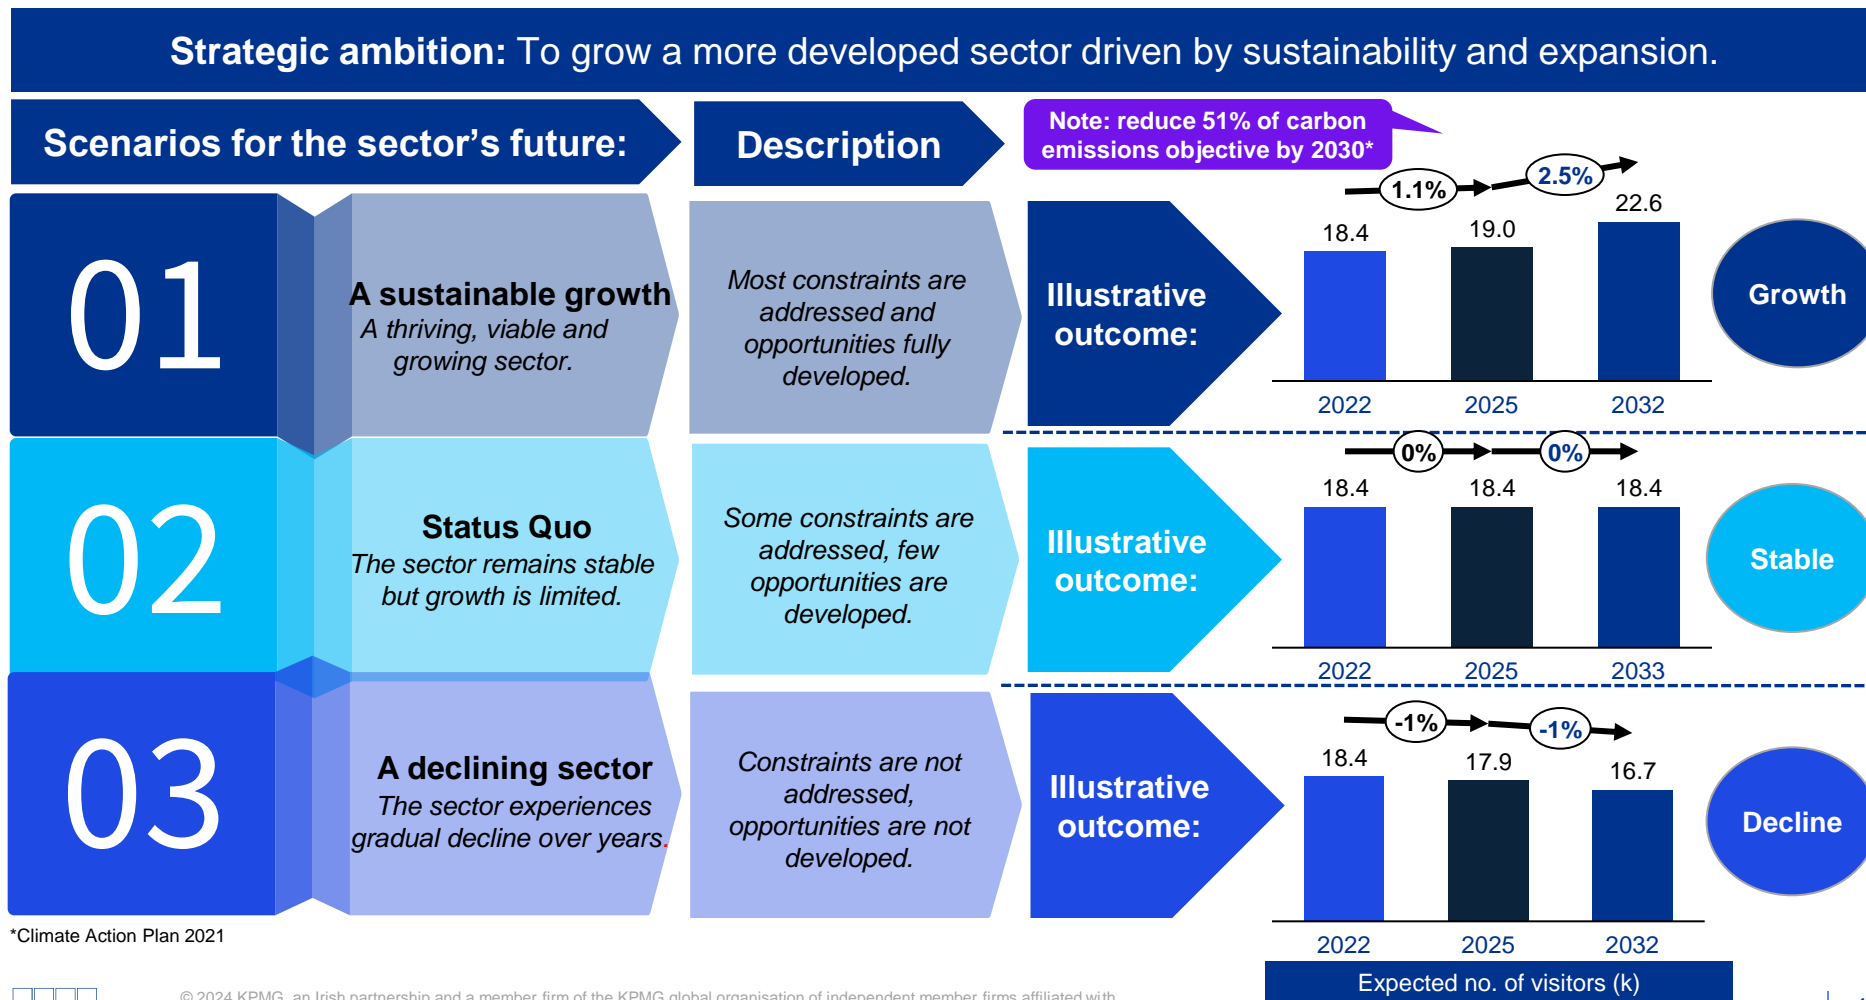 Strategic ambition: To grow a more developed sector driven by sustainability and expansion.
Scenarios for the sector's future:
Description
Note: reduce 51% of carbon
emissions objective by 2030*
01
A sustainable growth
A thriving, viable and
growing sector.
Most constraints are
addressed and
opportunities fully
developed.
Illustrative
outcome:
1.1%
2.5%
18.4
19.0
22.6
2022
2025
2032
Growth
02
Status Quo
The sector remains stable
but growth is limited.
Some constraints are
addressed, few
opportunities are
developed.
Illustrative
outcome:
0%
0%
18.4
18.4
18.4
2022
2025
2033
Stable
03
A declining sector
The sector experiences
gradual decline over years.
Constraints are not
addressed,
opportunities are not
developed.
Illustrative
outcome:
-1%
-1%
18.4
17.9
16.7
2022
2025
2032
Decline
*Climate Action Plan 2021
Expected no. of visitors (k)
© 2024 KPMG, an Irish partnership and a member firm of the KPMG global organisation of independent member firms affiliated with